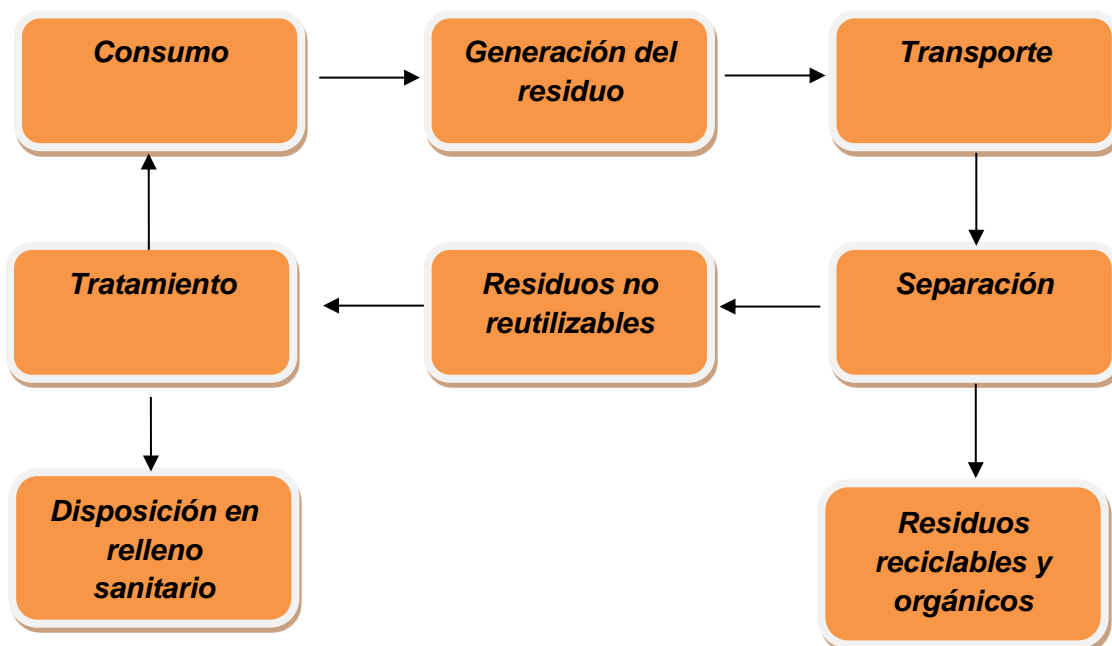 Consumo
Generación del
residuo
Transporte
Tratamiento
Residuos no
reutilizables
Separación
Disposición en
relleno
sanitario
Residuos
reciclables y
orgánicos